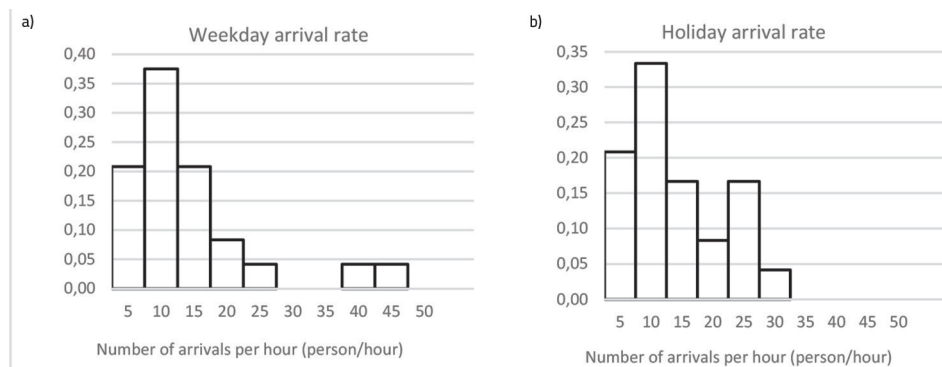 a)
Weekday arrival rate
0,40
0,35
0,30
0,25
0,20
0,15
0,10
0,05
0,00
5 10 15 20 25 30 35 40 45 50
Number of arrivals per hour (person/hour)
b)
Holiday arrival rate
0,35
0,30
0,25
0,20
0,15
0,10
0,05
0,00
5 10 15 20 25 30 35 40 45 50
Number of arrivals per hour (person/hour)